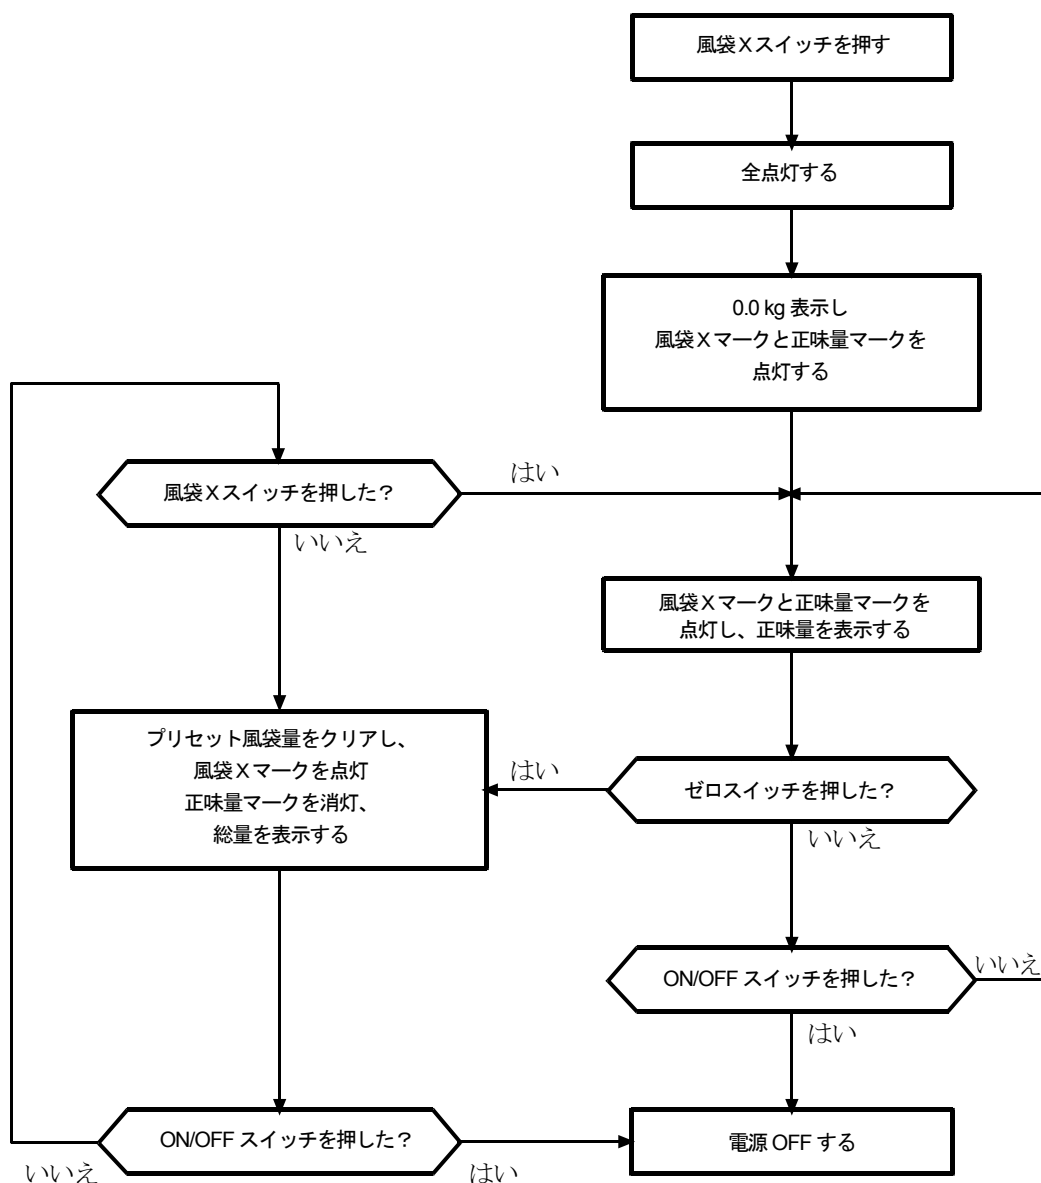 風袋Xスイッチを押す
全点灯する
0.0 kg 表示し
風袋Xマークと正味量マークを
点灯する
風袋Xスイッチを押した?
はい
いいえ
風袋Xマークと正味量マークを
点灯し、正味量を表示する
プリセット風袋量をクリアし、
風袋Xマークを点灯
正味量マークを消灯、
総量を表示する
はい
ゼロスイッチを押した?
いいえ
ON/OFF スイッチを押した?
いいえ
はい
ON/OFF スイッチを押した?
いいえ
はい
電源 OFF する